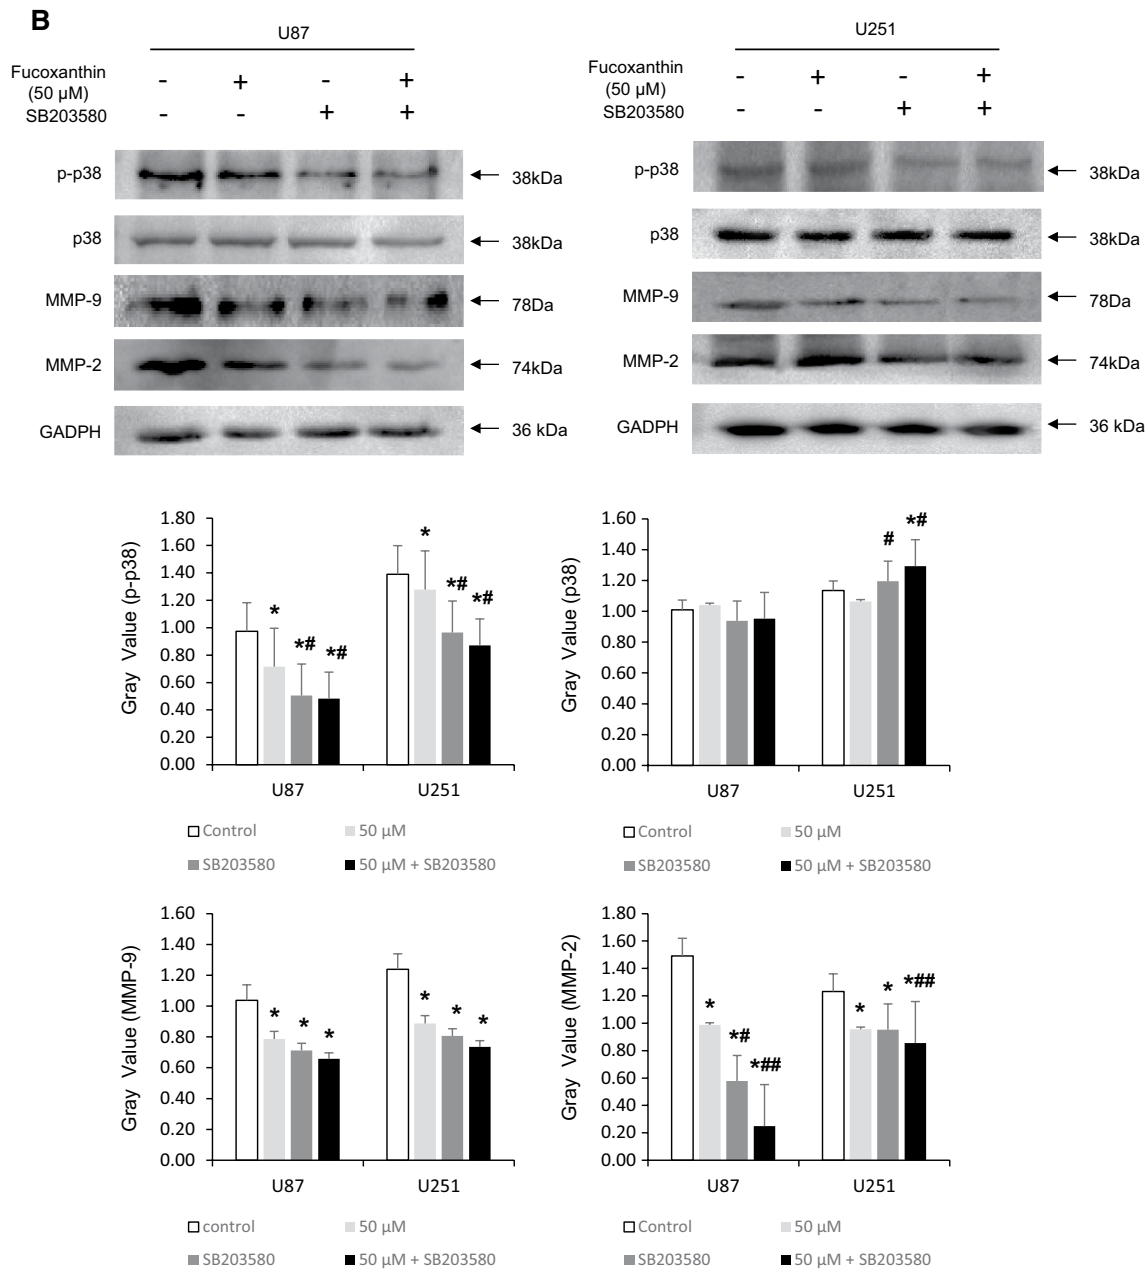 B
U87
Fucoxanthin
(50 µM)
- + - +
SB203580
- - + +
p-p38
38kDa
p38
38kDa
MMP-9
78Da
MMP-2
74kDa
GADPH
36 kDa
U251
Fucoxanthin
(50 µM)
- + - +
SB203580
- - + +
p-p38
38kDa
p38
38kDa
MMP-9
78Da
MMP-2
74kDa
GADPH
36 kDa
Gray Value (p-p38)
1.80
1.60
1.40
1.20
1.00
0.80
0.60
0.40
0.20
0.00
* *# *#
* *# *#
U87 U251
Control 50 µM
SB203580 50 µM + SB203580
Gray Value (p38)
1.60
1.40
1.20
1.00
0.80
0.60
0.40
0.20
0.00
# *#
U87 U251
Control 50 µM
SB203580 50 µM + SB203580
Gray Value (MMP-9)
1.60
1.40
1.20
1.00
0.80
0.60
0.40
0.20
0.00
* * *
* * *
U87 U251
control 50 µM
SB203580 50 µM + SB203580
Gray Value (MMP-2)
1.80
1.60
1.40
1.20
1.00
0.80
0.60
0.40
0.20
0.00
* *# *##
* * *##
U87 U251
Control 50 µM
SB203580 50 µM + SB203580